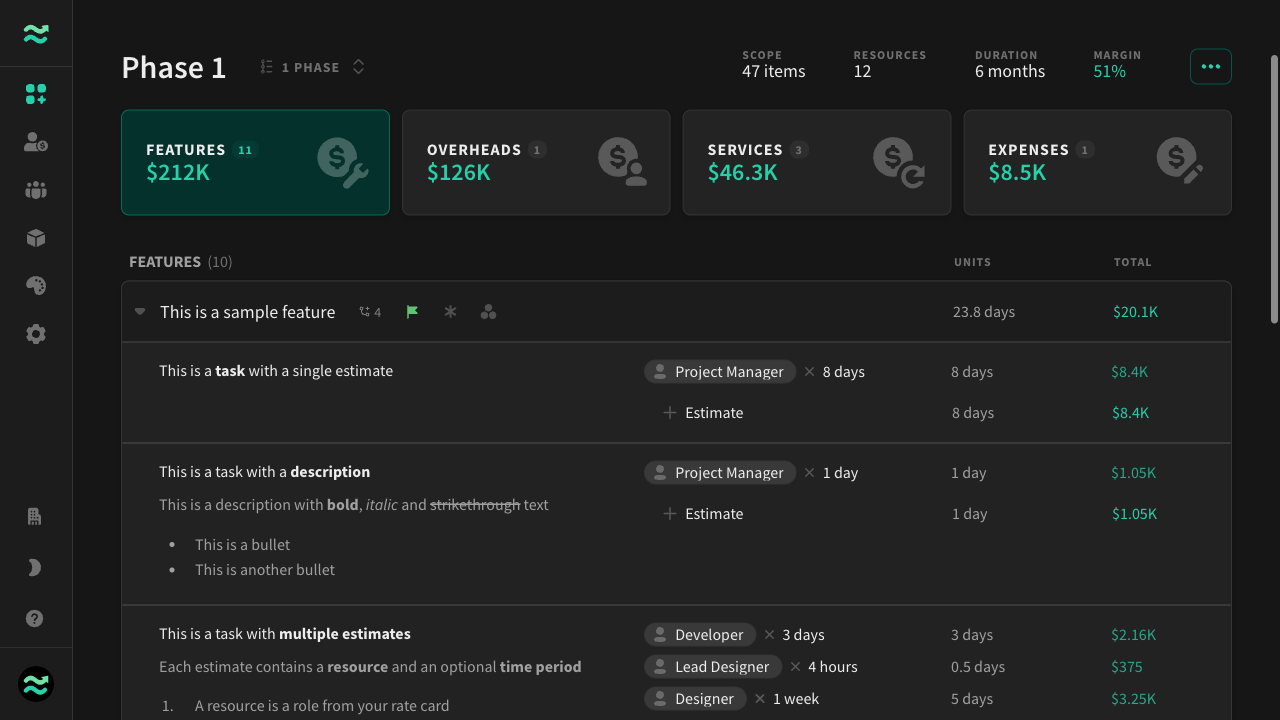 Phase 1
1 PHASE
SCOPE
47 items
RESOURCES
12
DURATION
6 months
MARGIN
51%
FEATURES 11
$212K
OVERHEADS 1
$126K
SERVICES 3
$46.3K
EXPENSES 1
$8.5K
FEATURES (10) UNITS TOTAL
This is a sample feature 4 23.8 days $20.1K
This is a task with a single estimate Project Manager × 8 days 8 days $8.4K
+ Estimate 8 days $8.4K
This is a task with a description Project Manager × 1 day 1 day $1.05K
This is a description with bold, italic and strikethrough text + Estimate 1 day $1.05K
• This is a bullet
• This is another bullet
This is a task with multiple estimates Developer × 3 days 3 days $2.16K
Each estimate contains a resource and an optional time period Lead Designer × 4 hours 0.5 days $375
1. A resource is a role from your rate card Designer × 1 week 5 days $3.25K